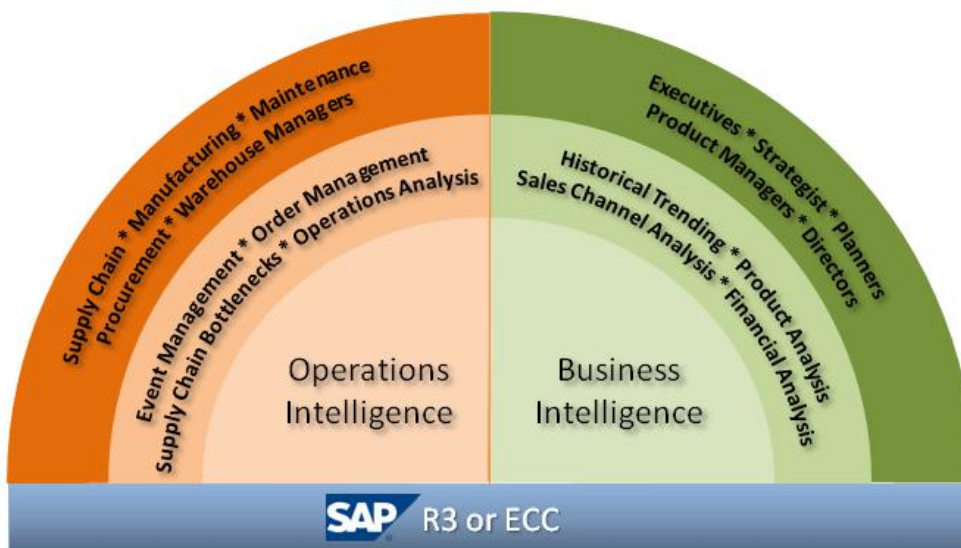 Supply Chain * Manufacturing * Maintenance
Procurement * Warehouse Managers
Event Management * Order Management
Supply Chain Bottlenecks * Operations Analysis
Operations
Intelligence
Executives * Strategist * Planners
Product Managers * Directors
Historical Trending * Product Analysis
Sales Channel Analysis * Financial Analysis
Business
Intelligence
SAP R3 or ECC